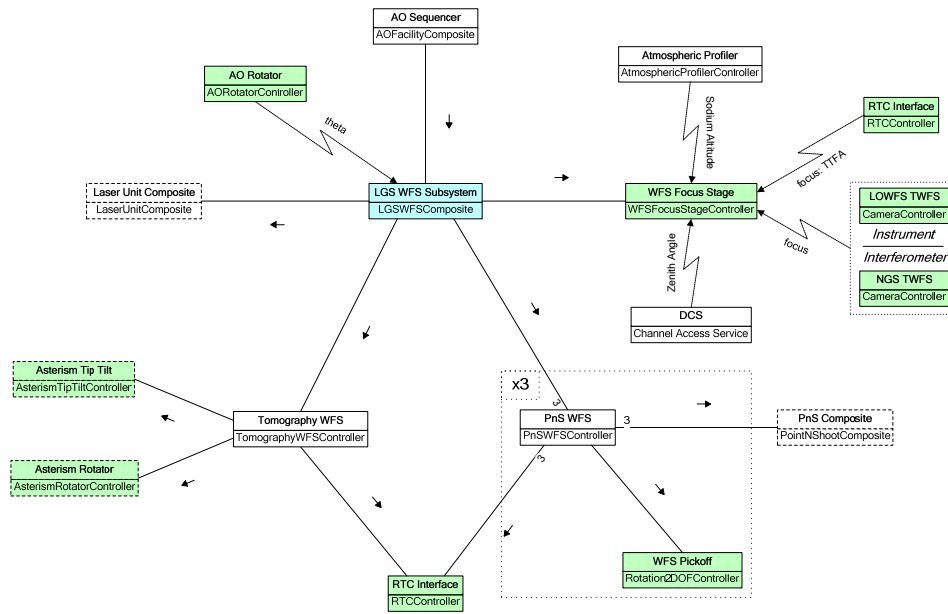 AO Sequencer
AOFacilityComposite
AO Rotator
AORotatorController
theta
Atmospheric Profiler
AtmosphericProfilerController
Sodium Altitude
RTC Interface
RTCController
focus: TTFA
Laser Unit Composite
LaserUnitComposite
LGS WFS Subsystem
LGSWFSComposite
WFS Focus Stage
WFSFocusStageController
LOWFS TWFS
CameraController
Instrument
Interferometer
NGS TWFS
CameraController
focus
Zenith Angle
DCS
Channel Access Service
Asterism Tip Tilt
AsterismTipTiltController
Asterism Rotator
AsterismRotatorController
Tomography WFS
TomographyWFSController
x3
3
PnS WFS
PnSWFSController
3
3
PnS Composite
PointNShootComposite
WFS Pickoff
Rotation2DOFController
RTC Interface
RTCController